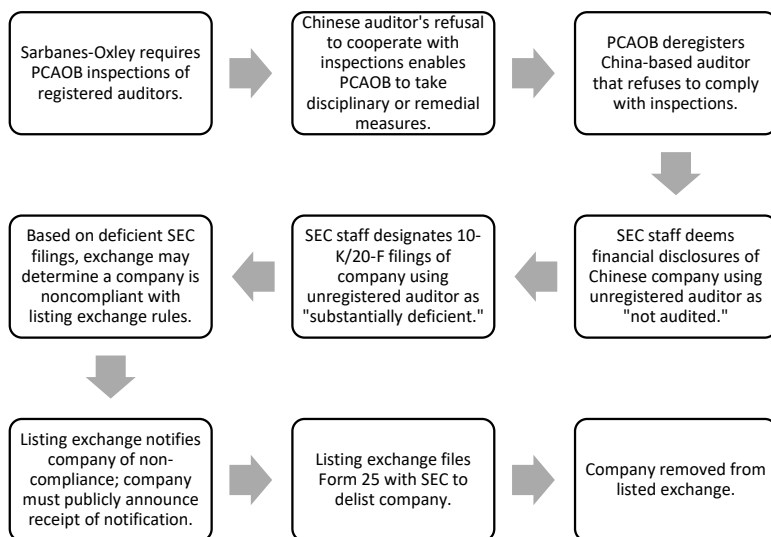 Sarbanes-Oxley requires
PCAOB inspections of
registered auditors.
Chinese auditor's refusal
to cooperate with
inspections enables
PCAOB to take
disciplinary or remedial
measures.
PCAOB deregisters
China-based auditor
that refuses to comply
with inspections.
SEC staff deems
financial disclosures of
Chinese company using
unregistered auditor as
"not audited."
SEC staff designates 10-
K/20-F filings of
company using
unregistered auditor as
"substantially deficient."
Based on deficient SEC
filings, exchange may
determine a company is
noncompliant with
listing exchange rules.
Listing exchange notifies
company of non-
compliance; company
must publicly announce
receipt of notification.
Listing exchange files
Form 25 with SEC to
delist company.
Company removed from
listed exchange.